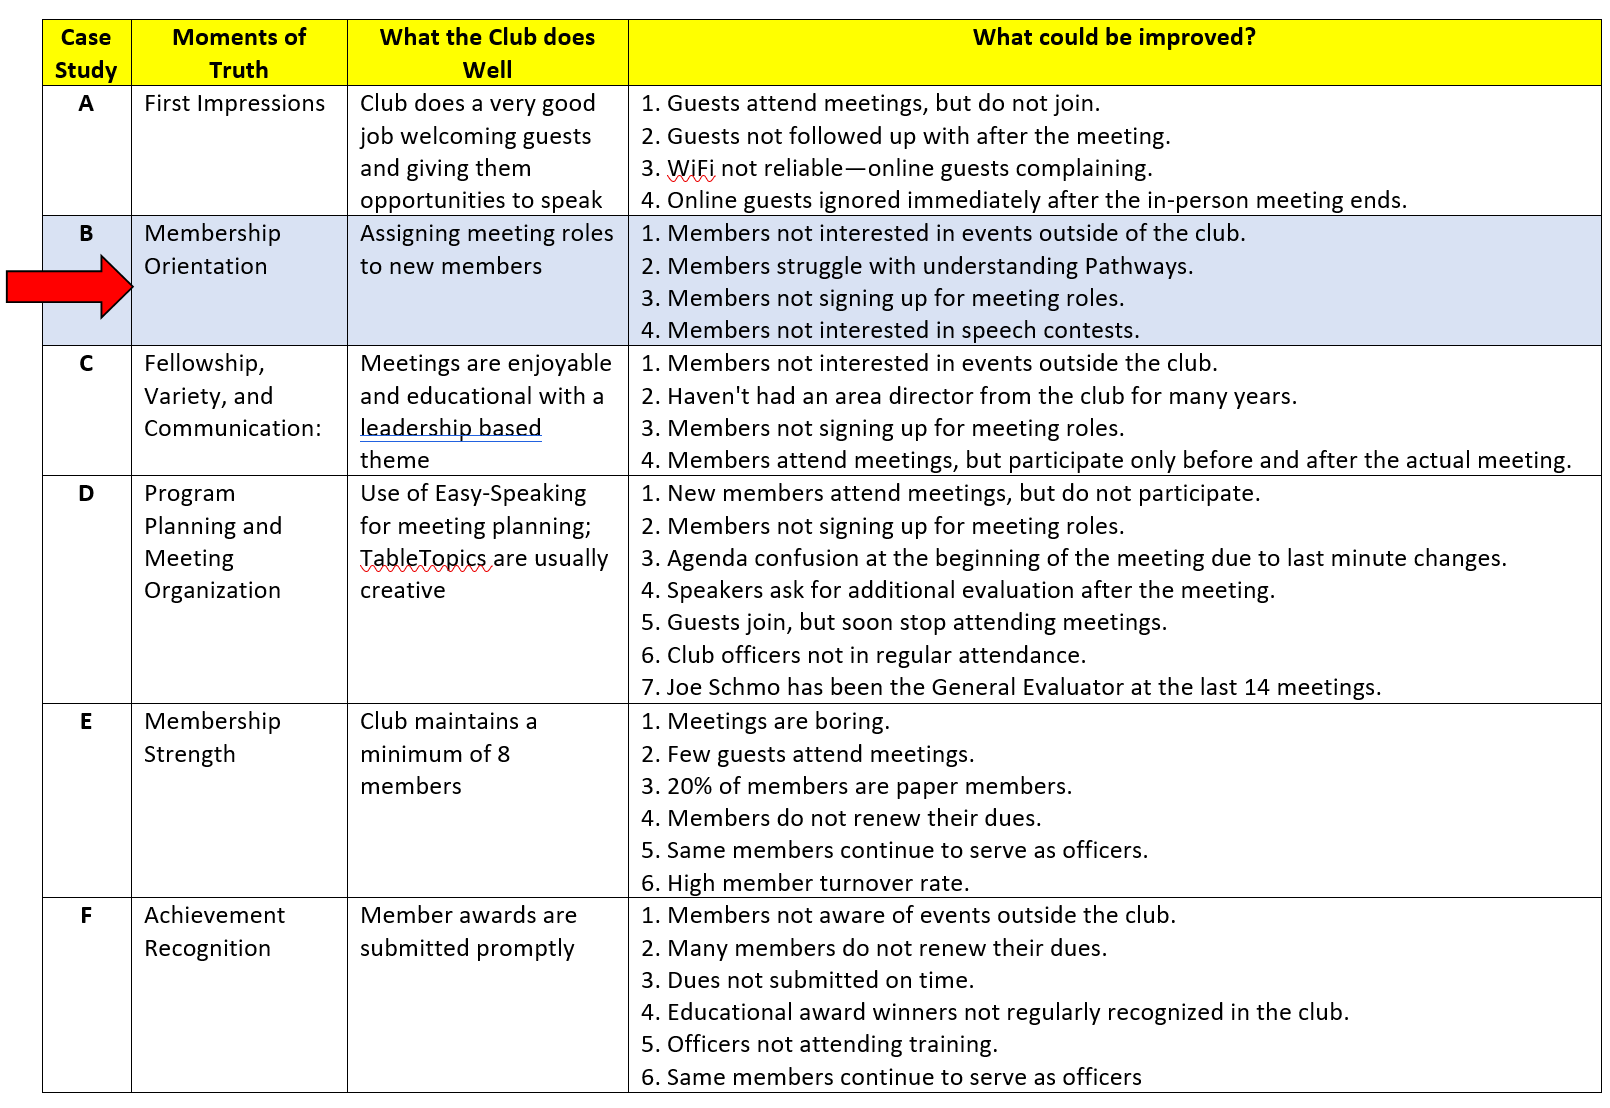 Case Study
Moments of Truth
What the Club does Well
What could be improved?
A
First Impressions
Club does a very good
job welcoming guests
and giving them
opportunities to speak
1. Guests attend meetings, but do not join.
2. Guests not followed up with after the meeting.
3. WiFi not reliable—online guests complaining.
4. Online guests ignored immediately after the in-person meeting ends.
B
Membership
Orientation
Assigning meeting roles
to new members
1. Members not interested in events outside of the club.
2. Members struggle with understanding Pathways.
3. Members not signing up for meeting roles.
4. Members not interested in speech contests.
C
Fellowship,
Variety, and
Communication:
Meetings are enjoyable
and educational with a
leadership based
theme
1. Members not interested in events outside the club.
2. Haven't had an area director from the club for many years.
3. Members not signing up for meeting roles.
4. Members attend meetings, but participate only before and after the actual meeting.
D
Program
Planning and
Meeting
Organization
Use of Easy-Speaking
for meeting planning;
TableTopics are usually
creative
1. New members attend meetings, but do not participate.
2. Members not signing up for meeting roles.
3. Agenda confusion at the beginning of the meeting due to last minute changes.
4. Speakers ask for additional evaluation after the meeting.
5. Guests join, but soon stop attending meetings.
6. Club officers not in regular attendance.
7. Joe Schmo has been the General Evaluator at the last 14 meetings.
E
Membership
Strength
Club maintains a
minimum of 8
members
1. Meetings are boring.
2. Few guests attend meetings.
3. 20% of members are paper members.
4. Members do not renew their dues.
5. Same members continue to serve as officers.
6. High member turnover rate.
F
Achievement
Recognition
Member awards are
submitted promptly
1. Members not aware of events outside the club.
2. Many members do not renew their dues.
3. Dues not submitted on time.
4. Educational award winners not regularly recognized in the club.
5. Officers not attending training.
6. Same members continue to serve as officers